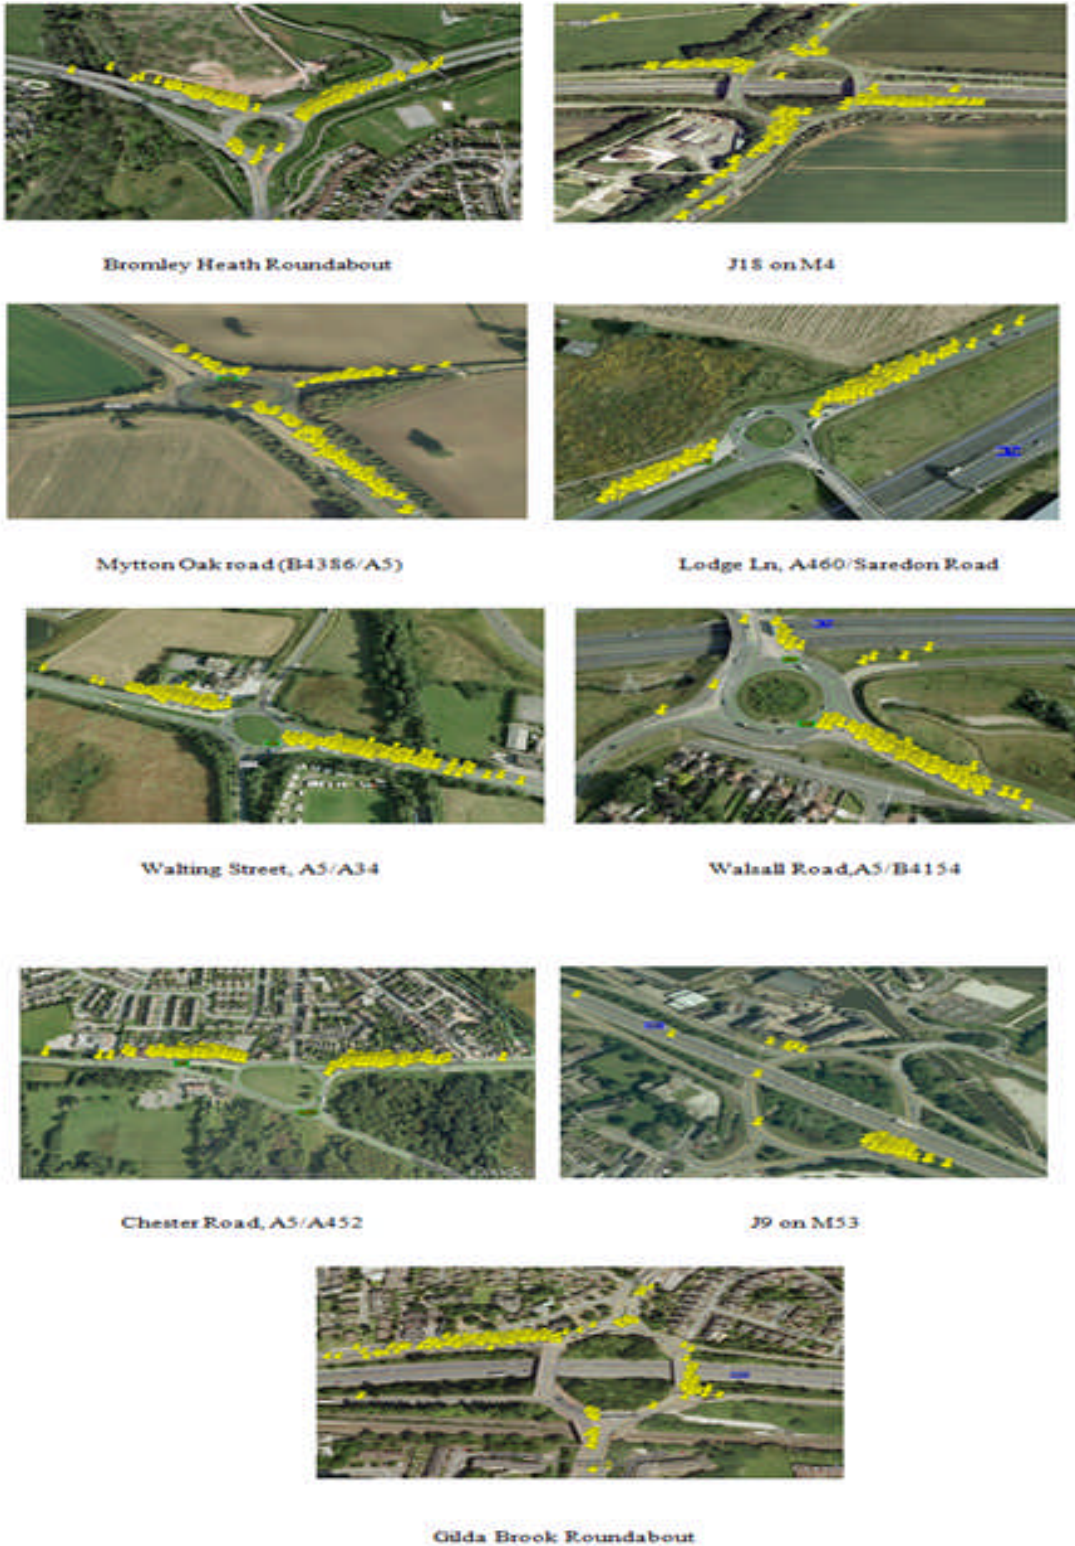 Bromley Heath Roundabout
J18 on M4
Mytton Oak road (B4386/A5)
Lodge Ln, A460/Saredon Road
Walting Street, A5/A34
Walsall Road,A5/B4154
Chester Road, A5/A452
J9 on M53
Gilda Brook Roundabout